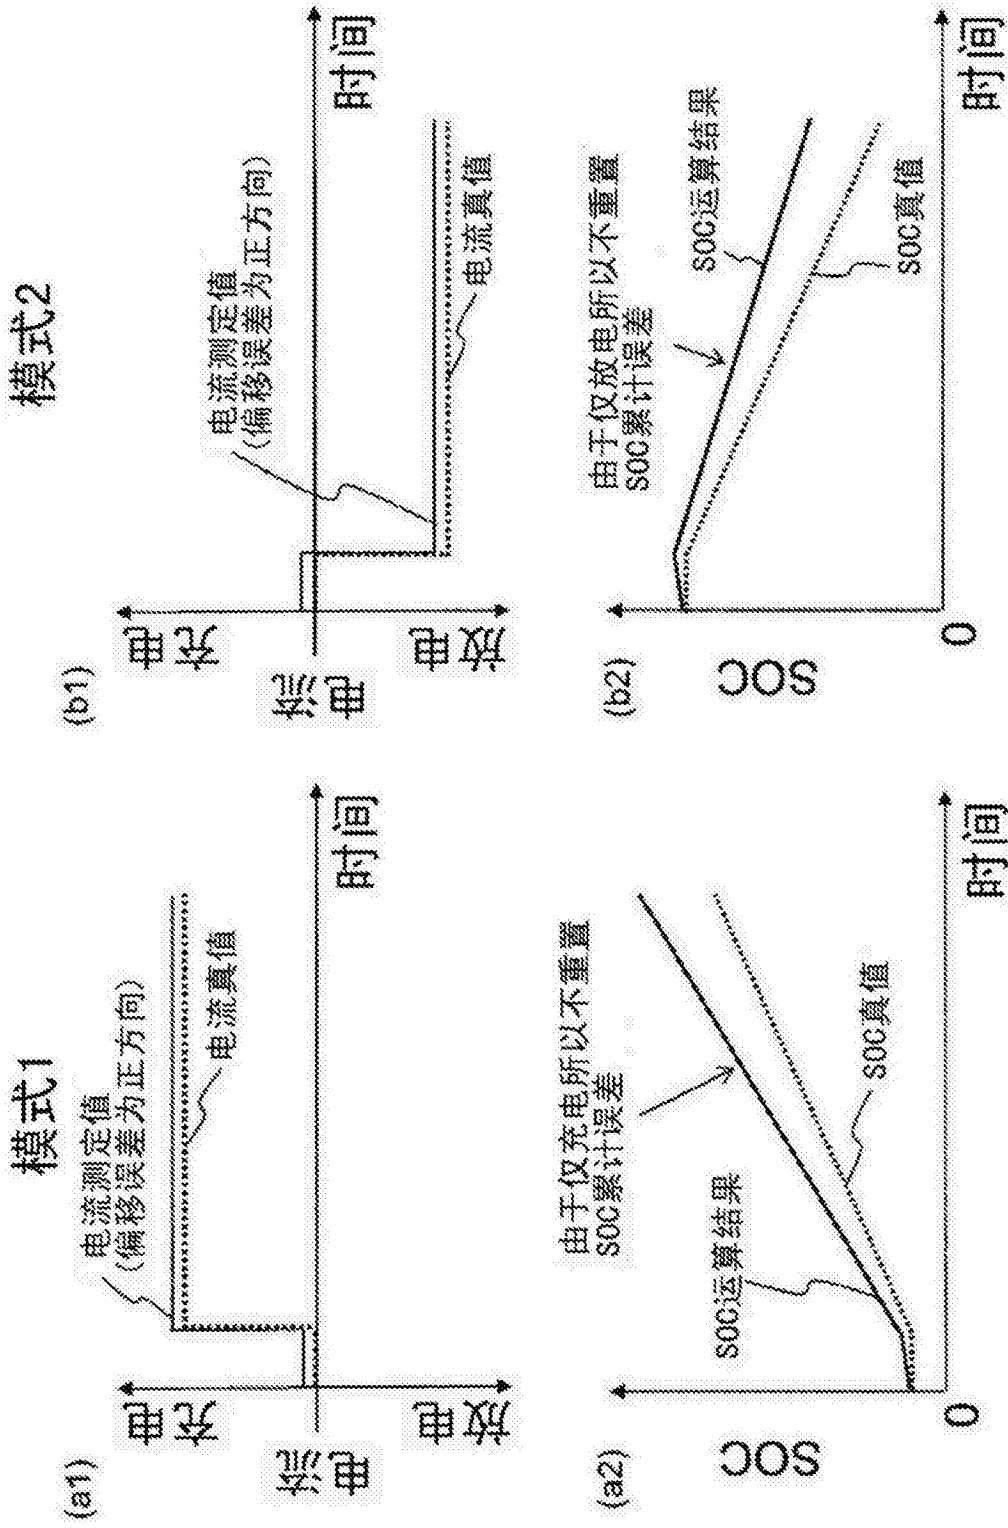 模式1
(a1)
充电
电流
放电
电流测定值
(偏移误差为正方向)
电流真值
时间
(a2)
SOC
由于仅充电所以不重置
SOC累计误差
SOC运算结果
SOC真值
0
时间
模式2
(b1)
充电
电流
放电
电流测定值
(偏移误差为正方向)
电流真值
时间
(b2)
SOC
由于仅放电所以不重置
SOC累计误差
SOC运算结果
SOC真值
0
时间